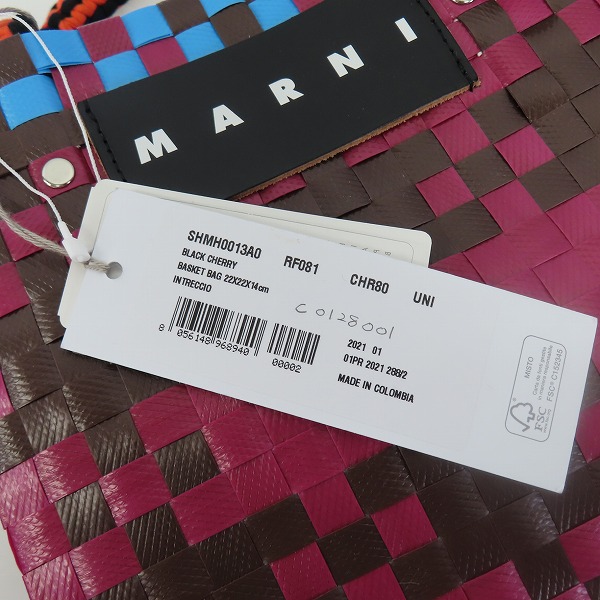 MARNI
SHMH0013A0 RF081 CHR80 UNI
BLACK CHERRY
BASKET BAG 22X22X14cm
INTRECCIO
C0128001
8 056148 968940 00002
2021 01
01PR 2021 288/2
MADE IN COLOMBIA
MISTO
FSC® C152345
FSC